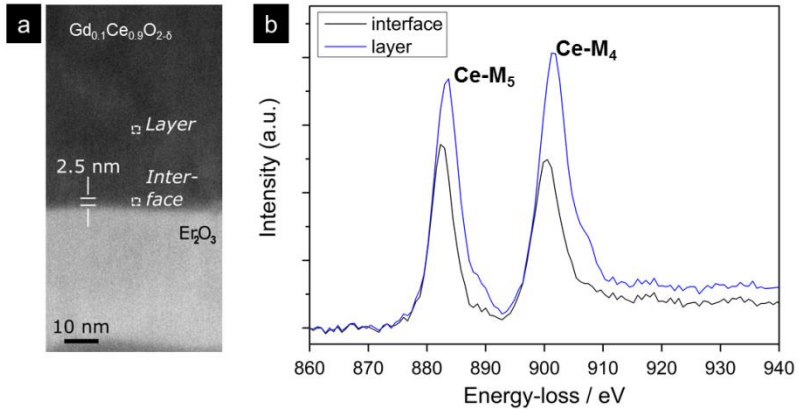 a
Gd0.1Ce0.9O2-δ
Layer
2.5 nm
Inter-
face
Er2O3
10 nm
b
interface
layer
Ce-M5
Ce-M4
Intensity (a.u.)
860 870 880 890 900 910 920 930 940
Energy-loss / eV